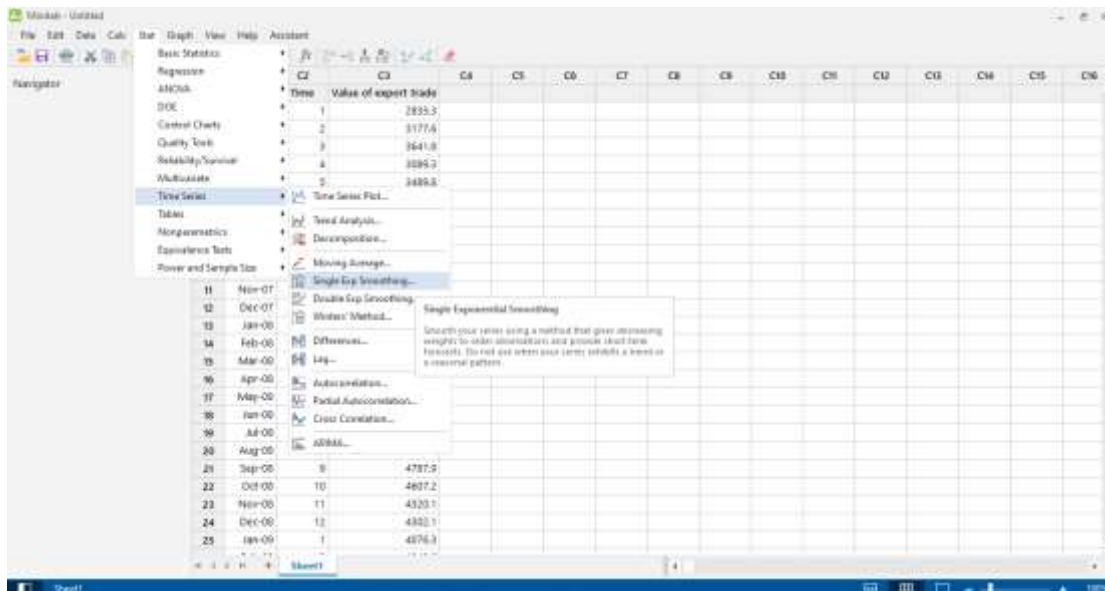 Minitab - Untitled
File Edit Data Calc Stat Graph View Help Assistant
Navigator
Basic Statistics
Regression
ANOVA
DOE
Control Charts
Quality Tools
Reliability/Survival
Multivariate
Time Series
Tables
Nonparametrics
Equivalence Tests
Power and Sample Size
Time Series Plot...
Trend Analysis...
Decomposition...
Moving Average...
Single Exp Smoothing...
Double Exp Smoothing...
Winters' Method...
Differences...
Lag...
Autocorrelation...
Partial Autocorrelation...
Cross Correlation...
ARIMA...
Single Exponential Smoothing
Smooth your series using a method that gives decreasing
weights to older observations and provide short-term
forecasts. Do not use when your series exhibits a trend or
a seasonal pattern.
C2 C3 C4 C5 C6 C7 C8 C9 C10 C11 C12 C13 C14 C15 C16
Time Value of export trade
1
2 3177.6
3
4
5
11 Nov-07
12 Dec-07
13 Jan-08
14 Feb-08
15 Mar-08
16 Apr-08
17 May-08
18 Jun-08
19 Jul-08
20 Aug-08
21 Sep-08 9 4787.9
22 Oct-08 10 4607.2
23 Nov-08 11 4320.1
24 Dec-08 12 4302.1
25 Jan-09 1 4076.3
Sheet1
Sheet1